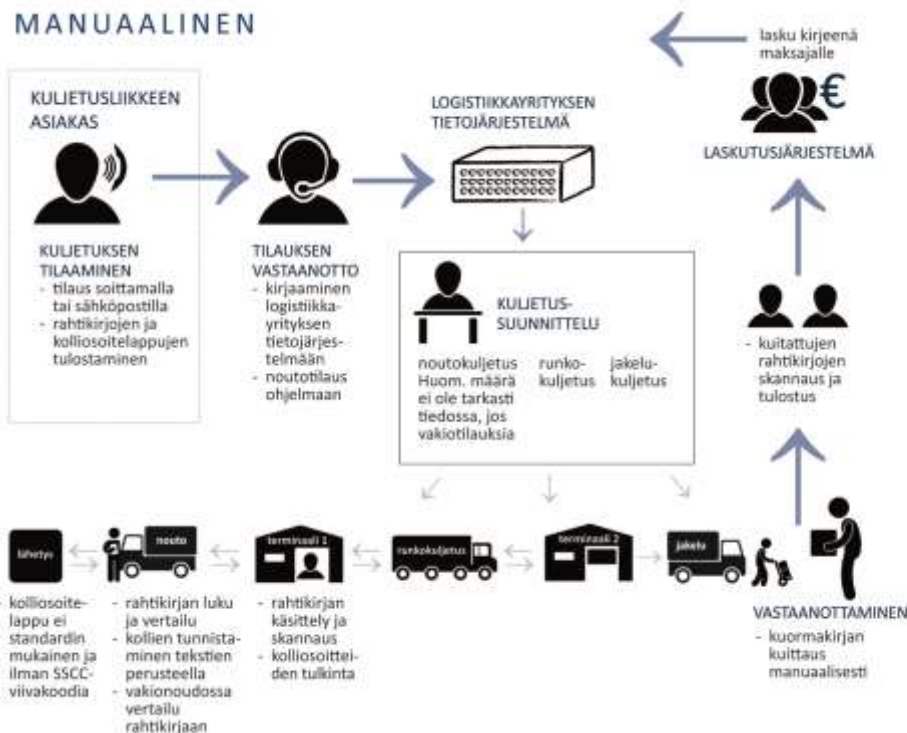 MANUAALINEN
lasku kirjeenä
maksajalle
€
LASKUTUSJÄRJESTELMÄ
KULJETUSLIIKKEEN
ASIAKAS
LOGISTIIKKAYRITYKSEN
TIETOJÄRJESTELMÄ
KULJETUKSEN
TILAAMINEN
- tilaus soittamalla
tai sähköpostilla
- rahtikirjojen ja
kolliosoitelappujen
tulostaminen
TILAUKSEN
VASTAANOTTO
- kirjaaminen
logistiikka-
yrityksen
tietojärjes-
telmään
- noutotilaus
ohjelmaan
KULJETUS-
SUUNNITTELU
noutokuljetus
Huom. määrä
ei ole tarkasti
tiedossa, jos
vakiotilauksia
runko-
kuljetus
jakelu-
kuljetus
- kuitattujen
rahtikirjojen
skannaus ja
tulostus
lähetys
nouto
terminaali 1
runkokuljetus
terminaali 2
jakelu
- kolliosoite-
lappu ei
standardin
mukainen ja
ilman SSCC-
viivakoodia
- rahtikirjan luku
ja vertailu
- kollien tunnista-
minen tekstien
perusteella
- vakionoudossa
vertailu
rahtikirjaan
- rahtikirjan
käsittely ja
skannaus
- kolliosoittei-
den tulkinta
VASTAANOTTAMINEN
- kuormakirjan
kuittaus
manuaalisesti